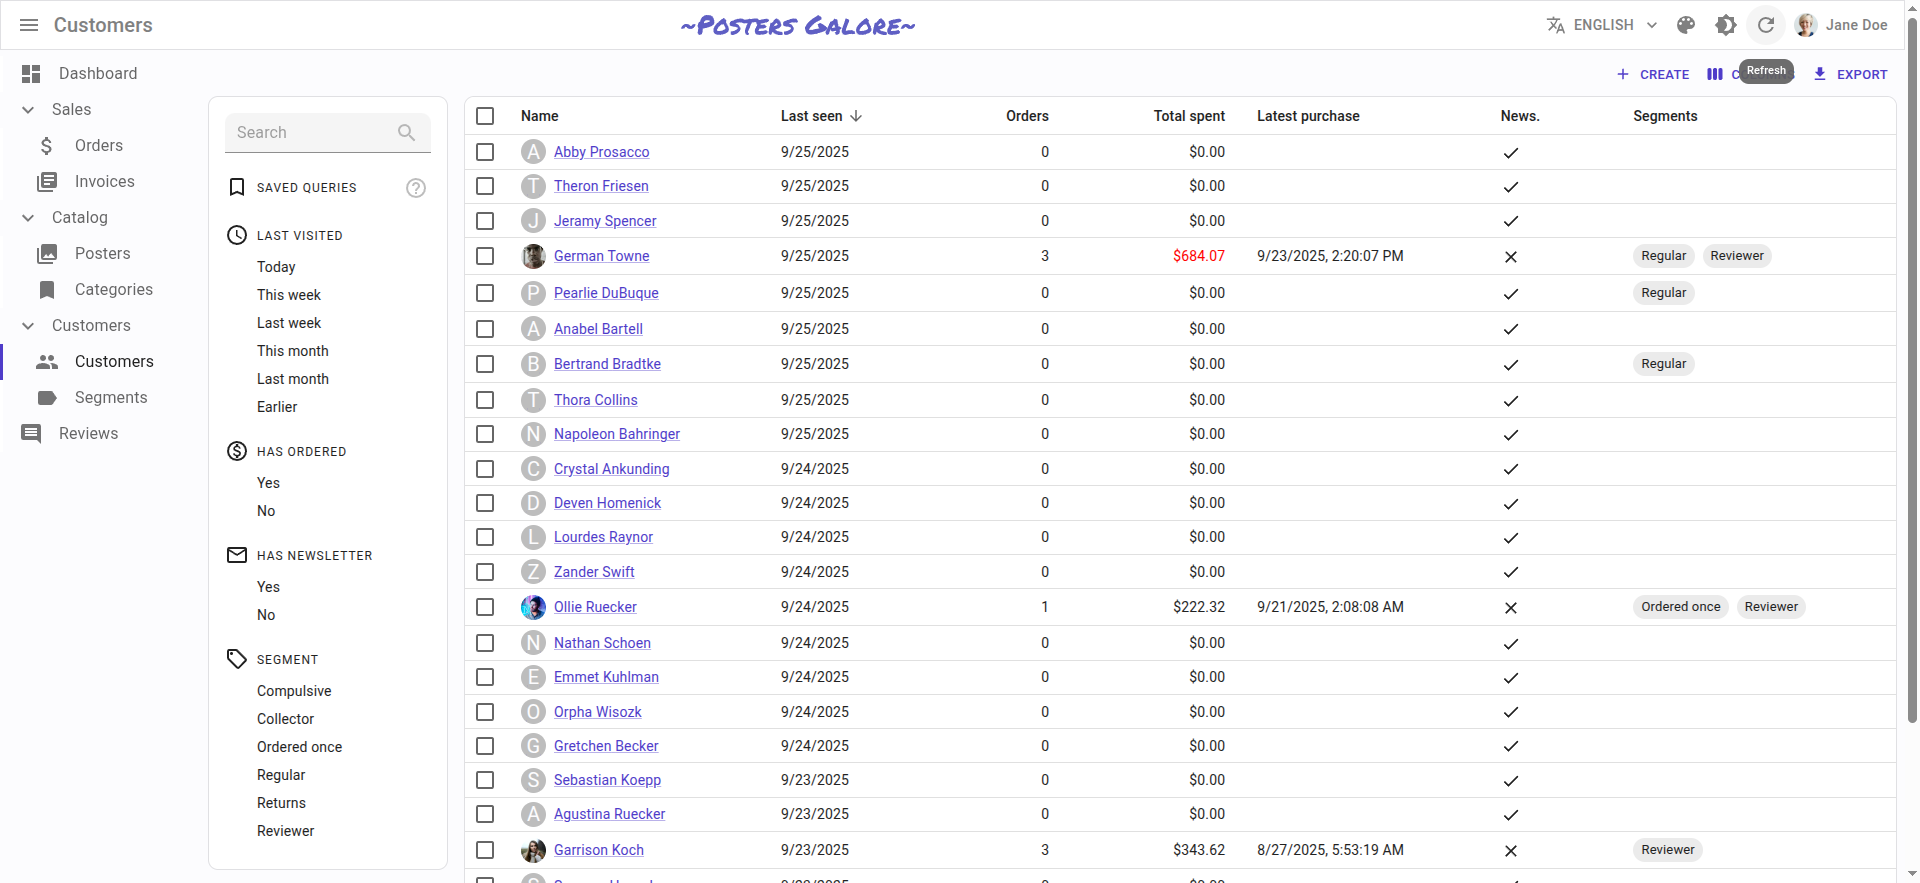 Customers
~Posters Galore~
ENGLISH
Jane Doe
Dashboard
Sales
Orders
Invoices
Catalog
Posters
Categories
Customers
Customers
Segments
Reviews
CREATE
Refresh
EXPORT
Search
SAVED QUERIES
?
LAST VISITED
Today
This week
Last week
This month
Last month
Earlier
HAS ORDERED
Yes
No
HAS NEWSLETTER
Yes
No
SEGMENT
Compulsive
Collector
Ordered once
Regular
Returns
Reviewer
Name Last seen Orders Total spent Latest purchase News. Segments
A Abby Prosacco 9/25/2025 0 $0.00
T Theron Friesen 9/25/2025 0 $0.00
J Jeramy Spencer 9/25/2025 0 $0.00
German Towne 9/25/2025 3 $684.07 9/23/2025, 2:20:07 PM Regular Reviewer
P Pearlie DuBuque 9/25/2025 0 $0.00 Regular
A Anabel Bartell 9/25/2025 0 $0.00
B Bertrand Bradtke 9/25/2025 0 $0.00 Regular
T Thora Collins 9/25/2025 0 $0.00
N Napoleon Bahringer 9/25/2025 0 $0.00
C Crystal Ankunding 9/24/2025 0 $0.00
D Deven Homenick 9/24/2025 0 $0.00
L Lourdes Raynor 9/24/2025 0 $0.00
Z Zander Swift 9/24/2025 0 $0.00
Ollie Ruecker 9/24/2025 1 $222.32 9/21/2025, 2:08:08 AM Ordered once Reviewer
N Nathan Schoen 9/24/2025 0 $0.00
E Emmet Kuhlman 9/24/2025 0 $0.00
O Orpha Wisozk 9/24/2025 0 $0.00
G Gretchen Becker 9/24/2025 0 $0.00
S Sebastian Koepp 9/23/2025 0 $0.00
A Agustina Ruecker 9/23/2025 0 $0.00
Garrison Koch 9/23/2025 3 $343.62 8/27/2025, 5:53:19 AM Reviewer